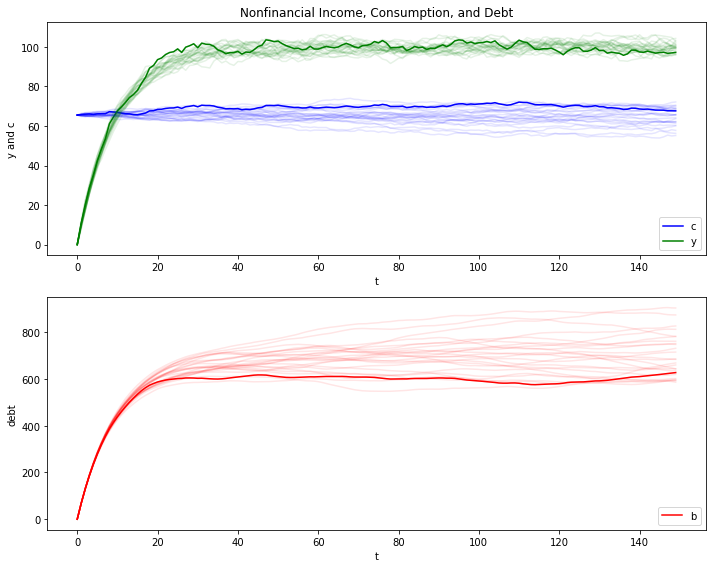 Nonfinancial Income, Consumption, and Debt
y and c
100
80
60
40
20
0
c
y
0 20 40 60 80 100 120 140
t
debt
800
600
400
200
0
b
0 20 40 60 80 100 120 140
t